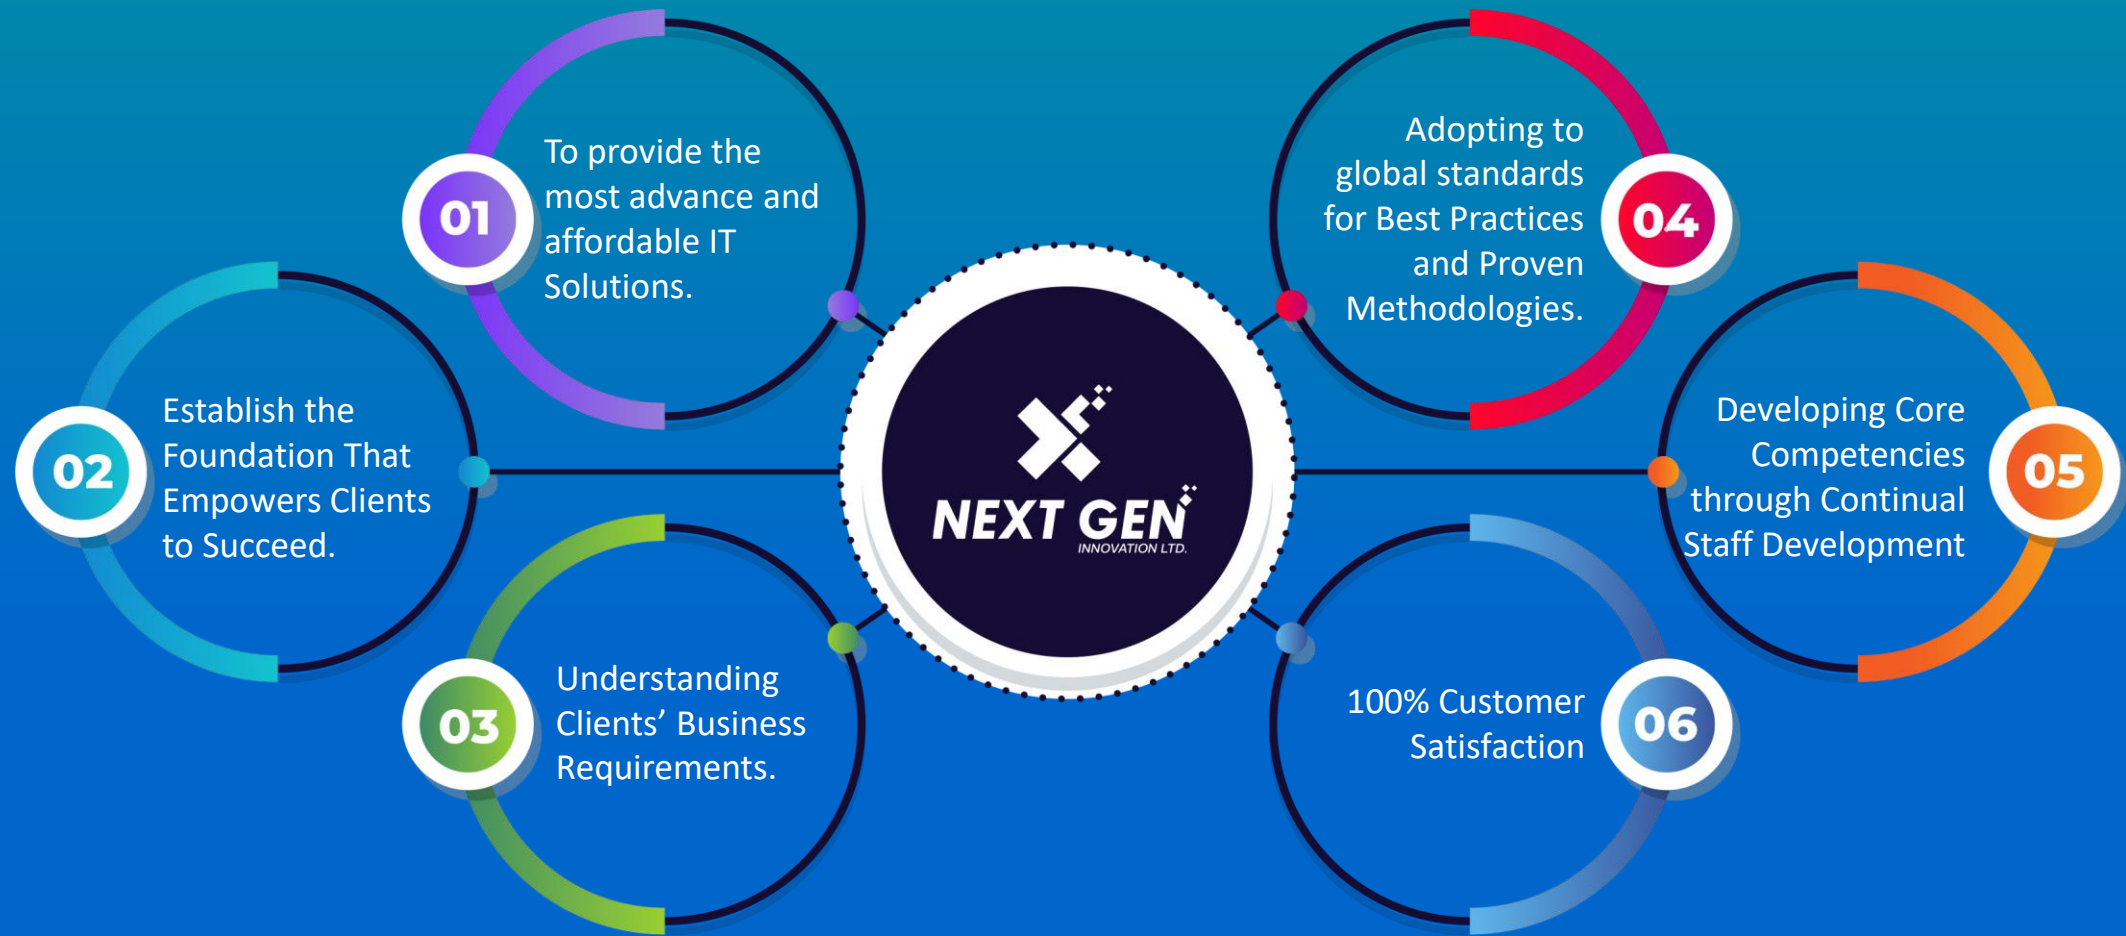 01
To provide the
most advance and
affordable IT
Solutions.
02
Establish the
Foundation That
Empowers Clients
to Succeed.
03
Understanding
Clients’ Business
Requirements.
NEXT GEN
INNOVATION LTD.
Adopting to
global standards
for Best Practices
and Proven
Methodologies.
04
Developing Core
Competencies
through Continual
Staff Development
05
100% Customer
Satisfaction
06